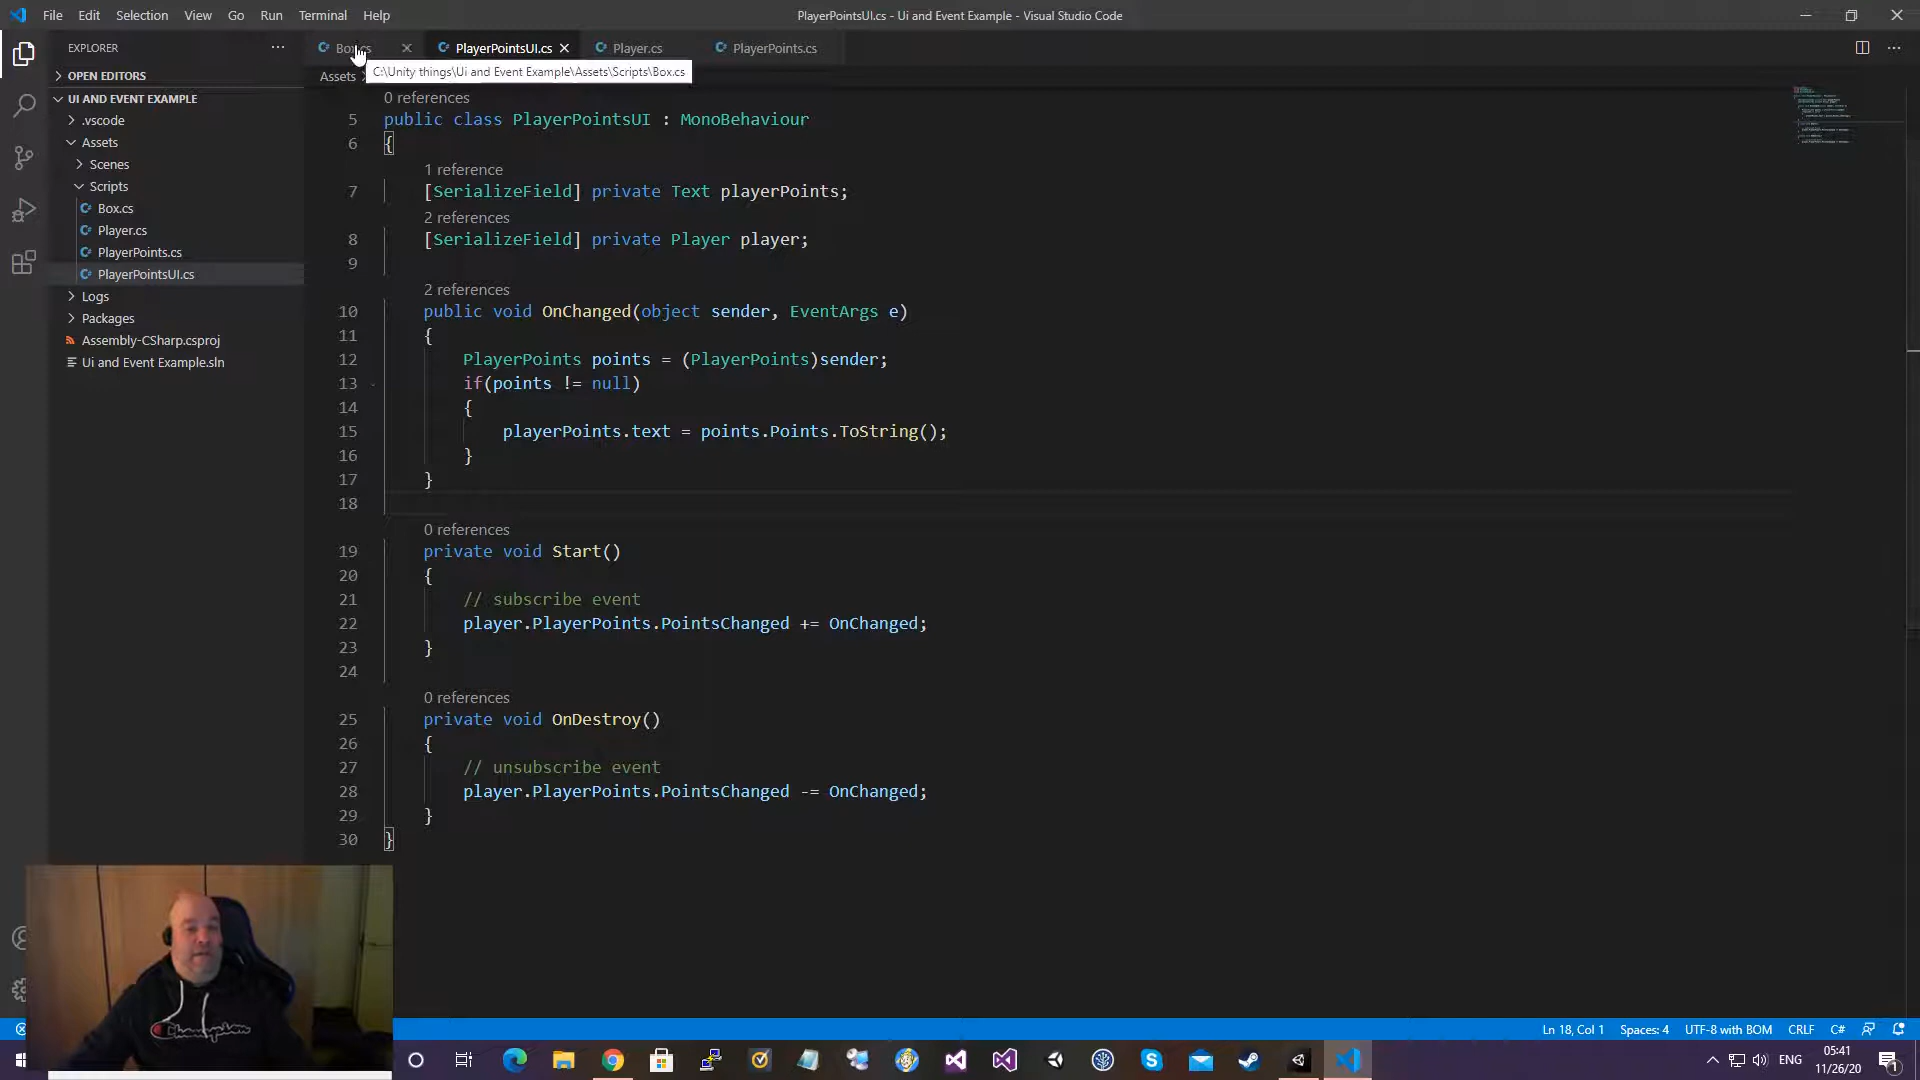 File Edit Selection View Go Run Terminal Help
PlayerPointsUI.cs - Ui and Event Example - Visual Studio Code
EXPLORER
Box.cs
PlayerPointsUI.cs
Player.cs
PlayerPoints.cs
C:\Unity things\Ui and Event Example\Assets\Scripts\Box.cs
Assets
OPEN EDITORS
UI AND EVENT EXAMPLE
.vscode
Assets
Scenes
Scripts
Box.cs
Player.cs
PlayerPoints.cs
PlayerPointsUI.cs
Logs
Packages
Assembly-CSharp.csproj
Ui and Event Example.sln
0 references
5 public class PlayerPointsUI : MonoBehaviour
6 {
1 reference
7 [SerializeField] private Text playerPoints;
2 references
8 [SerializeField] private Player player;
9
2 references
10 public void OnChanged(object sender, EventArgs e)
11 {
12 PlayerPoints points = (PlayerPoints)sender;
13 if(points != null)
14 {
15 playerPoints.text = points.Points.ToString();
16 }
17 }
18
0 references
19 private void Start()
20 {
21 // subscribe event
22 player.PlayerPoints.PointsChanged += OnChanged;
23 }
24
0 references
25 private void OnDestroy()
26 {
27 // unsubscribe event
28 player.PlayerPoints.PointsChanged -= OnChanged;
29 }
30 }
Champion
Ln 18, Col 1 Spaces: 4 UTF-8 with BOM CRLF C#
ENG
05:41
11/26/20
1